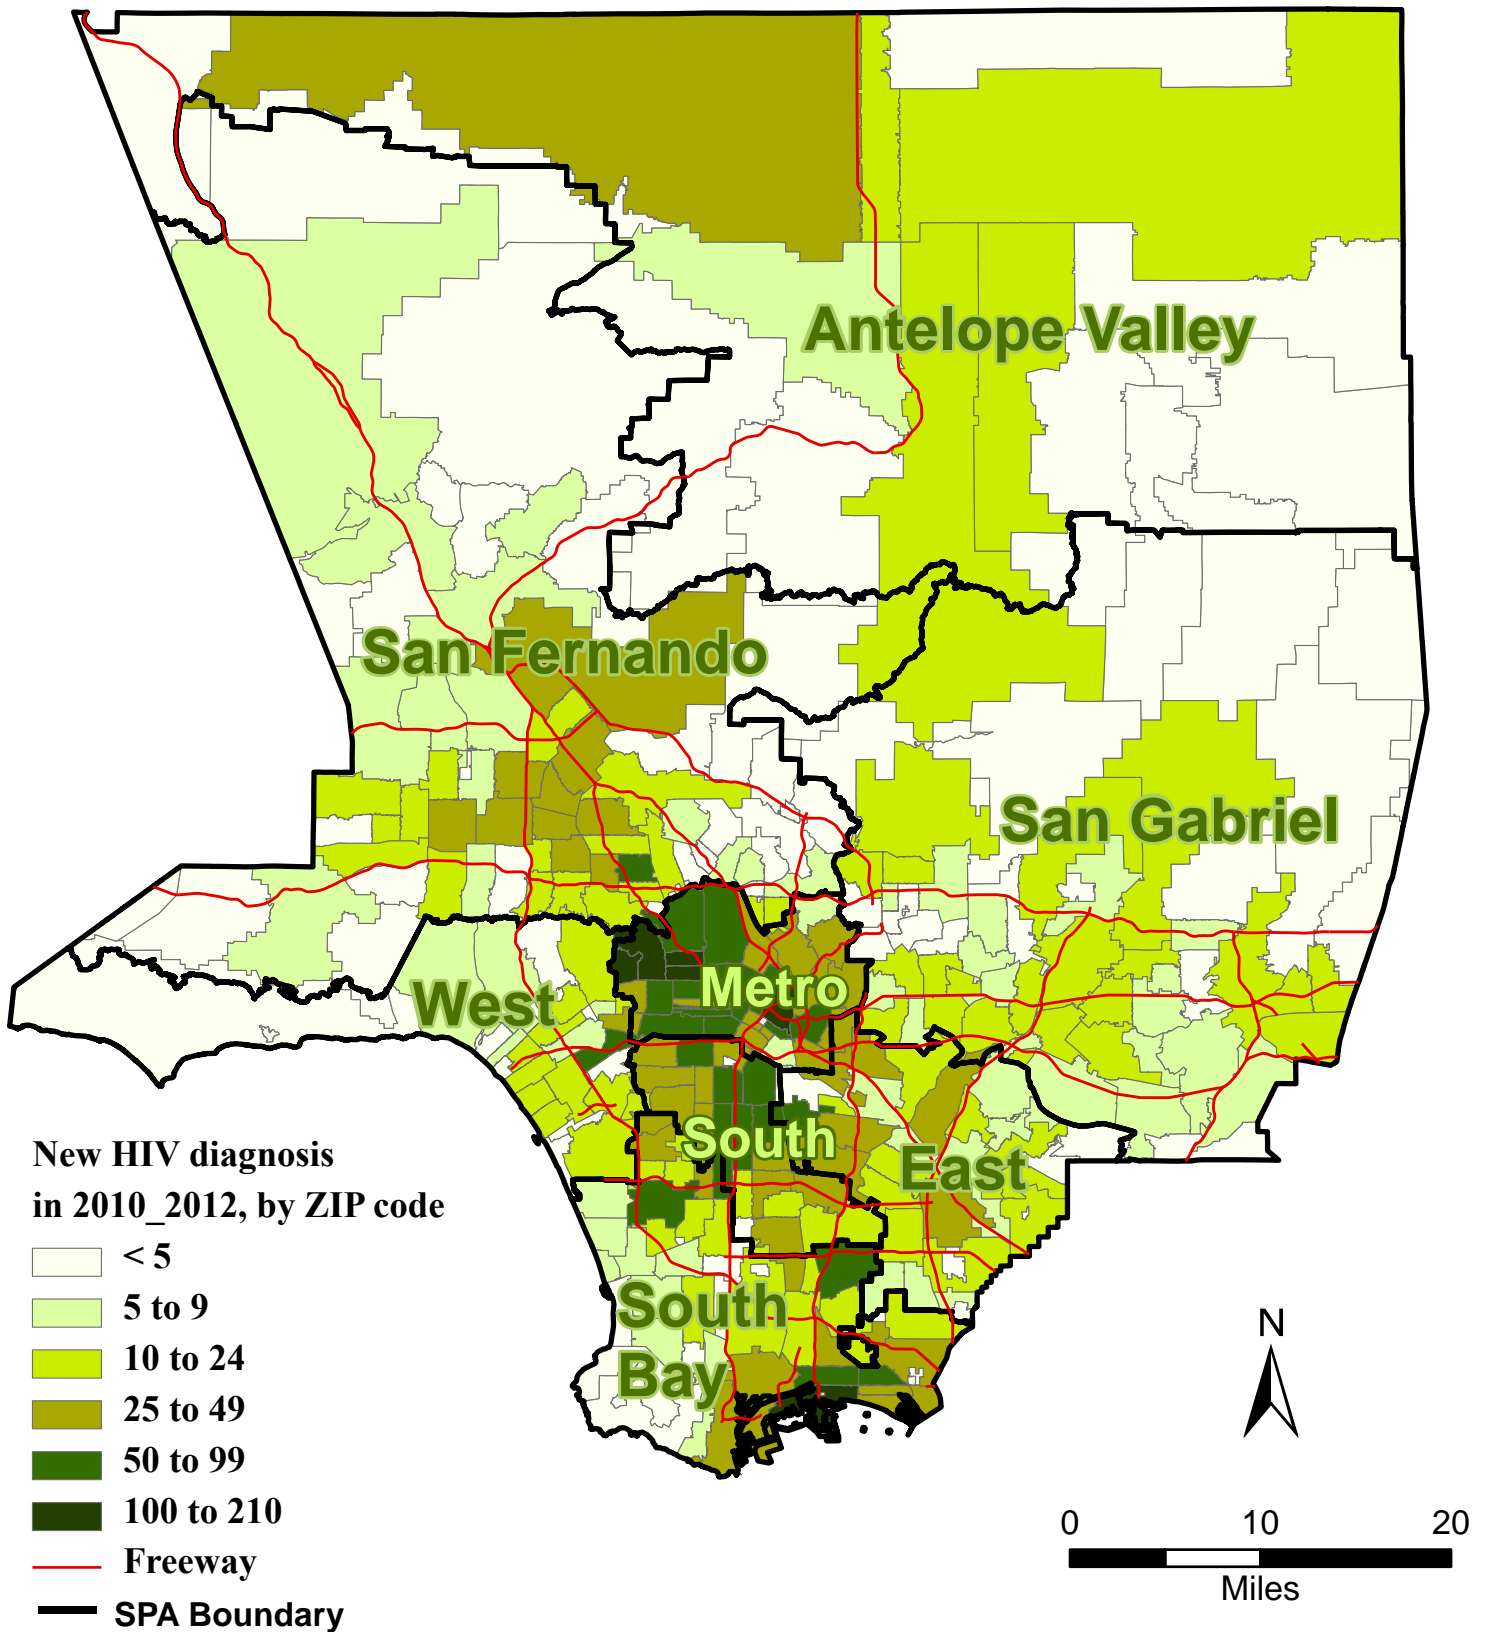 Antelope Valley
San Fernando
San Gabriel
Metro
West
South
East
South
Bay
New HIV diagnosis
in 2010_2012, by ZIP code
< 5
5 to 9
10 to 24
25 to 49
50 to 99
100 to 210
Freeway
SPA Boundary
N
0 10 20
Miles